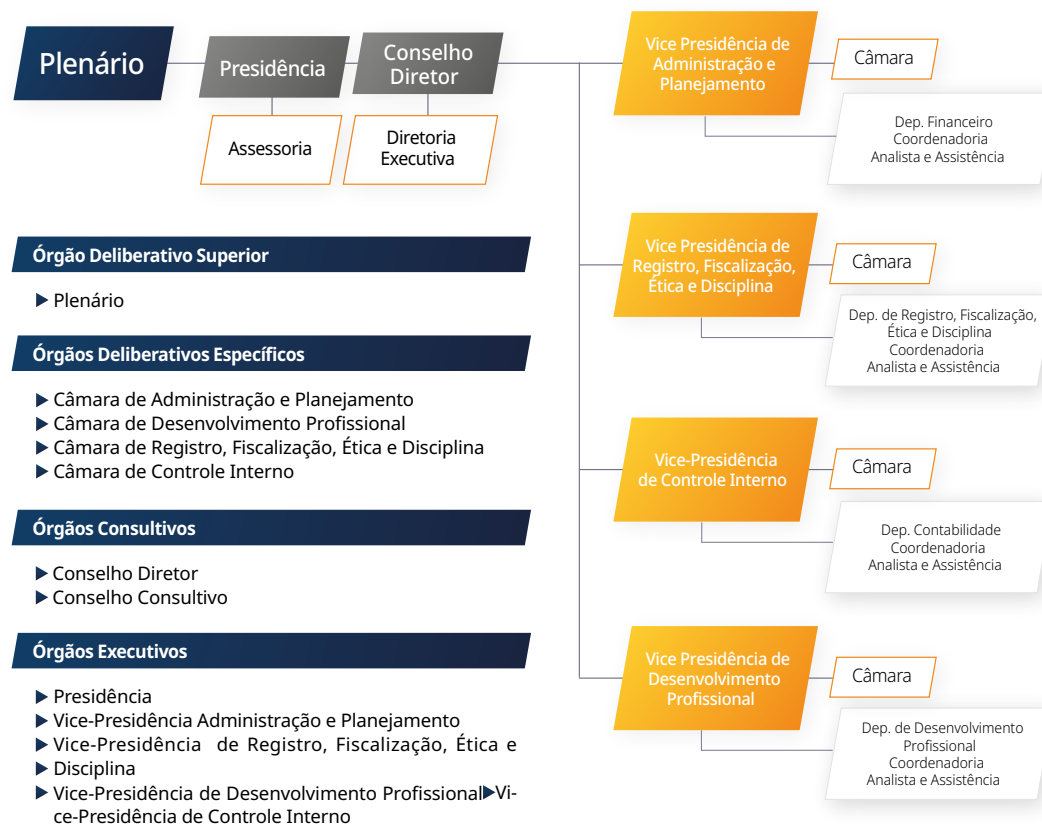 Plenário
Presidência
Conselho
Diretor
Assessoria
Diretoria
Executiva
Órgão Deliberativo Superior
▶ Plenário
Órgãos Deliberativos Específicos
▶ Câmara de Administração e Planejamento
▶ Câmara de Desenvolvimento Profissional
▶ Câmara de Registro, Fiscalização, Ética e Disciplina
▶ Câmara de Controle Interno
Órgãos Consultivos
▶ Conselho Diretor
▶ Conselho Consultivo
Órgãos Executivos
▶ Presidência
▶ Vice-Presidência Administração e Planejamento
▶ Vice-Presidência de Registro, Fiscalização, Ética e
▶ Disciplina
▶ Vice-Presidência de Desenvolvimento Profissional▶Vi-
ce-Presidência de Controle Interno
Vice Presidência de
Administração e
Planejamento
Câmara
Dep. Financeiro
Coordenadoria
Analista e Assistência
Vice Presidência de
Registro, Fiscalização,
Ética e Disciplina
Câmara
Dep. de Registro, Fiscalização,
Ética e Disciplina
Coordenadoria
Analista e Assistência
Vice-Presidência
de Controle Interno
Câmara
Dep. Contabilidade
Coordenadoria
Analista e Assistência
Vice Presidência de
Desenvolvimento
Profissional
Câmara
Dep. de Desenvolvimento
Profissional
Coordenadoria
Analista e Assistência